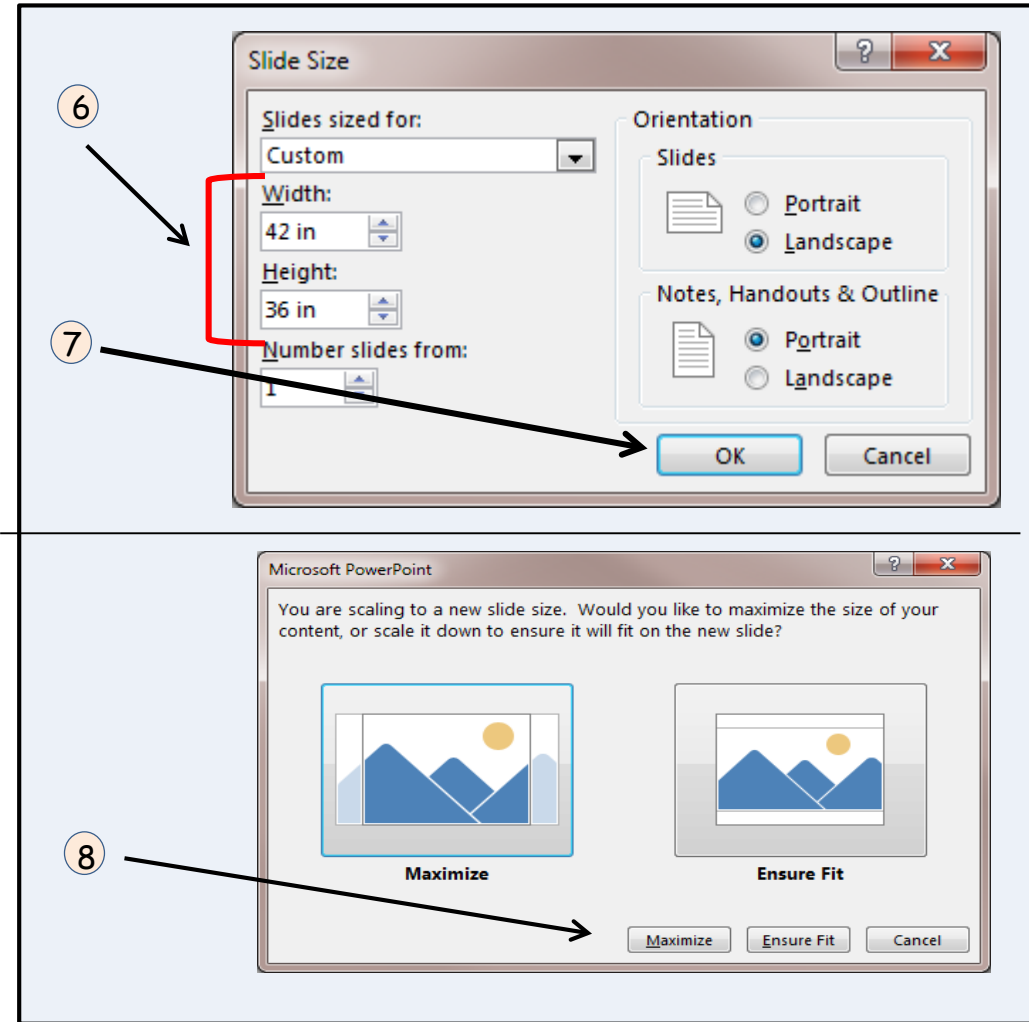 Slide Size
?
X
6
Slides sized for:
Custom
Width:
42 in
Height:
36 in
7
Number slides from:
1
Orientation
Slides
Portrait
Landscape
Notes, Handouts & Outline
Portrait
Landscape
OK
Cancel
Microsoft PowerPoint
?
X
You are scaling to a new slide size. Would you like to maximize the size of your
content, or scale it down to ensure it will fit on the new slide?
8
Maximize
Ensure Fit
Maximize
Ensure Fit
Cancel